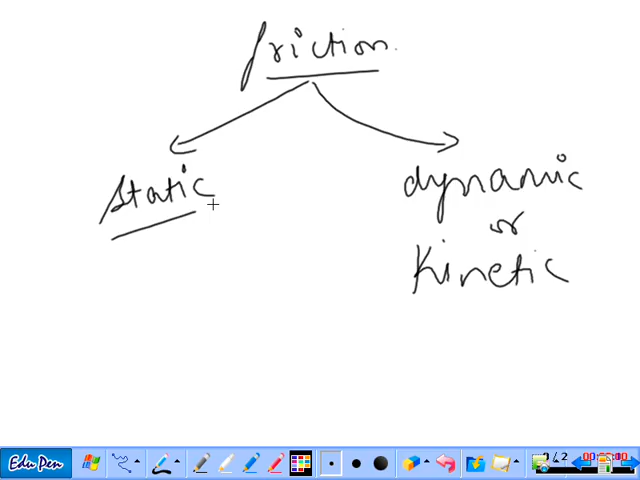 friction.
static
dynamic
or
Kinetic
Edu Pen